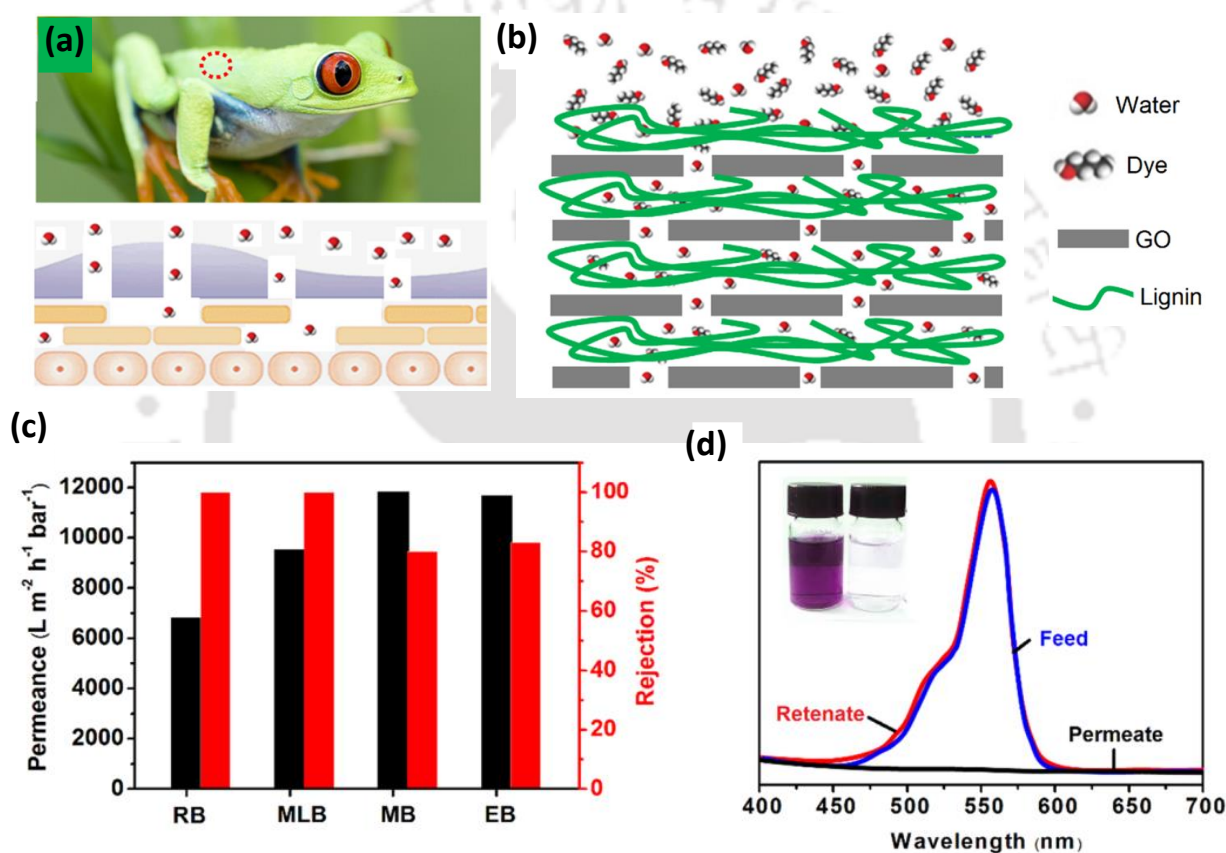 (a)
(b)
Water
Dye
GO
Lignin
(c)
Permeance (L m⁻² h⁻¹ bar⁻¹)
12000
10000
8000
6000
4000
2000
0
RB
MLB
MB
EB
100
80
60
40
20
0
Rejection (%)
(d)
Feed
Retenate
Permeate
400
450
500
550
600
650
700
Wavelength (nm)